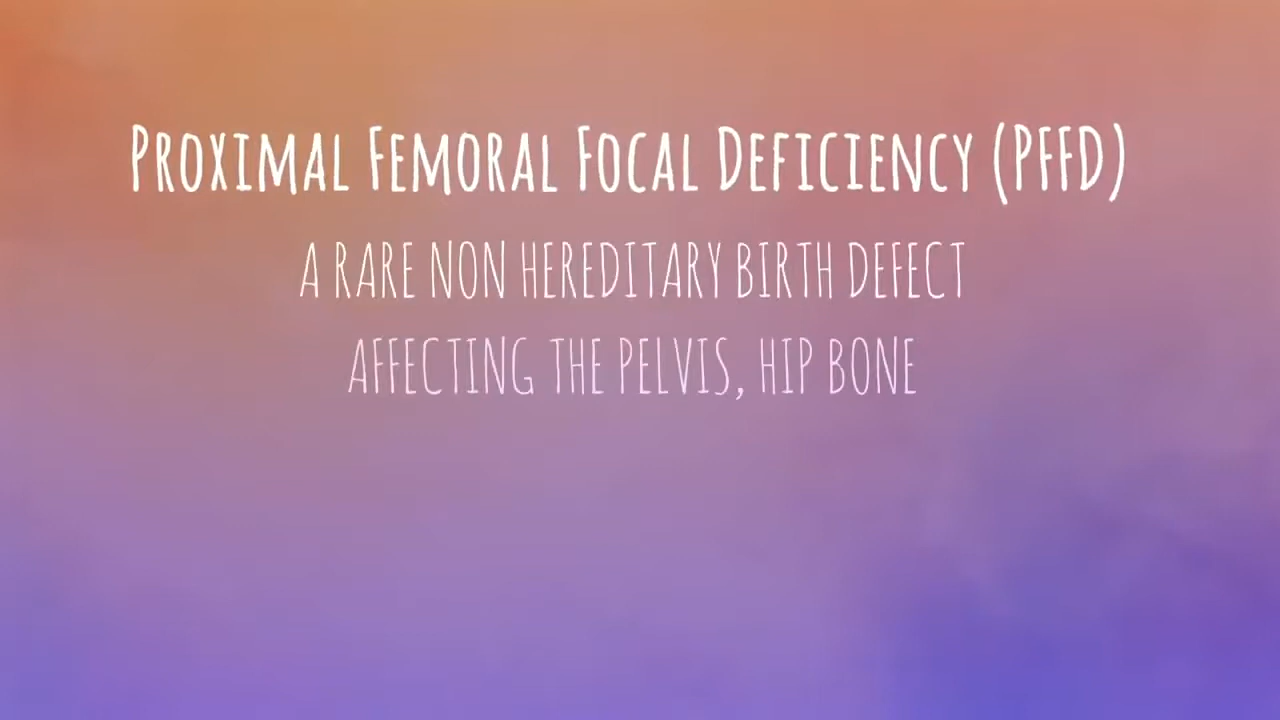 Proximal Femoral Focal Deficiency (PFFD)
A RARE NON HEREDITARY BIRTH DEFECT
AFFECTING THE PELVIS, HIP BONE